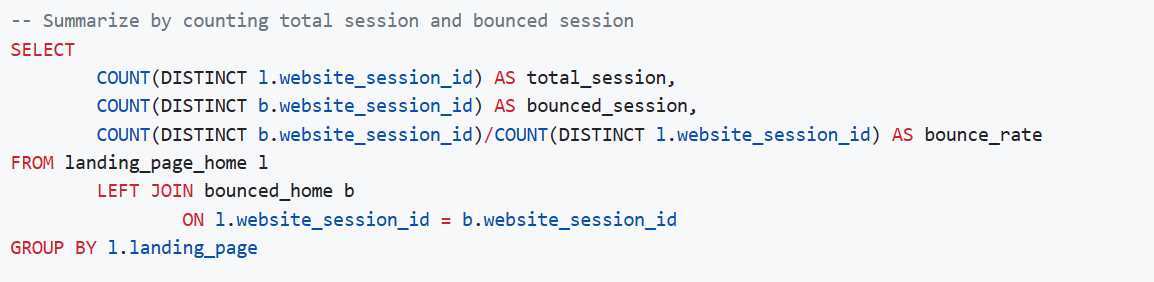 -- Summarize by counting total session and bounced session
SELECT
COUNT(DISTINCT l.website_session_id) AS total_session,
COUNT(DISTINCT b.website_session_id) AS bounced_session,
COUNT(DISTINCT b.website_session_id)/COUNT(DISTINCT l.website_session_id) AS bounce_rate
FROM landing_page_home l
LEFT JOIN bounced_home b
ON l.website_session_id = b.website_session_id
GROUP BY l.landing_page